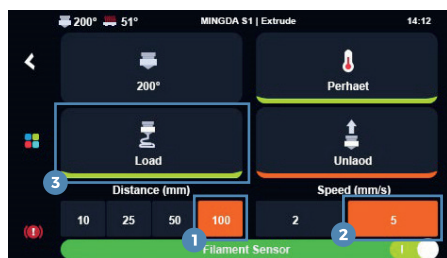 200° 51° MINGDA S1 | Extrude 14:12
200° Perhaet
Load Unlaod
3
Distance (mm) Speed (mm/s)
10 25 50 100 2 5
1 2
Filament Sensor